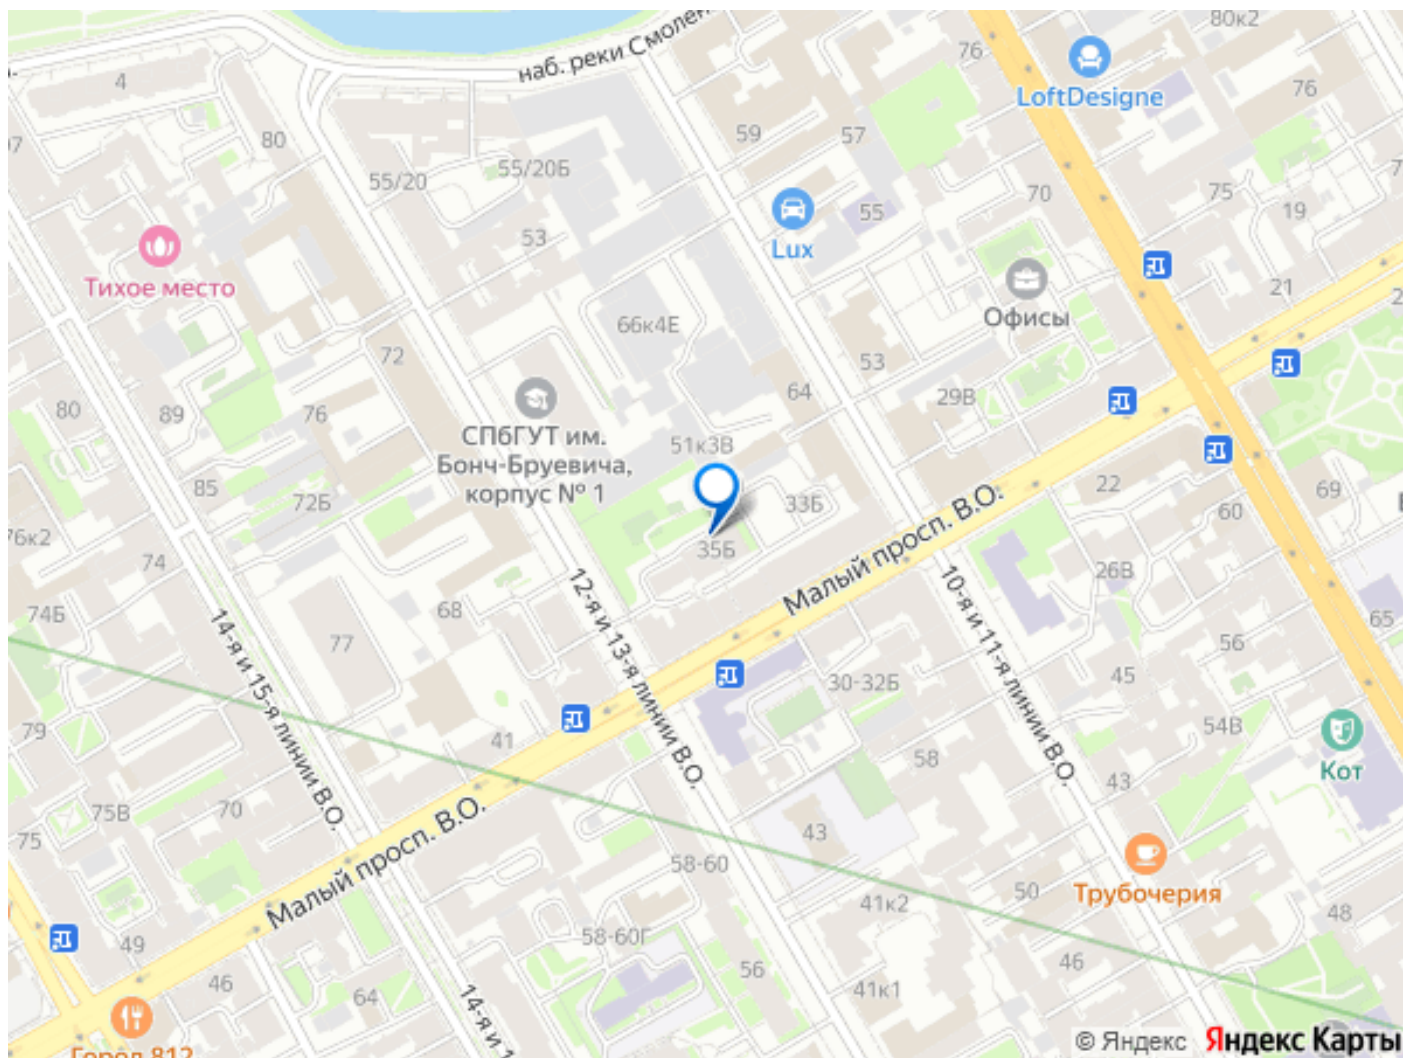 4
наб. реки Смолен
76
80к2
LoftDesigne
76
80
59
57
55/20
55/20Б
70
75
19
55
53
Lux
Тихое место
Офисы
21
66к4Е
72
53
64
29В
80
89
76
СПбГУТ им.
Бонч-Бруевича,
корпус № 1
51к3В
85
72Б
33Б
22
69
60
76к2
74
35Б
Малый просп. В.О.
26В
74Б
68
12-я и 13-я линии В.О.
10-я и 11-я линии В.О.
65
77
14-я и 15-я линии В.О.
56
30-32Б
45
79
41
54В
58
Кот
43
75В
70
75
Малый просп. В.О.
43
58-60
Трубочерия
50
41к2
48
49
58-60Г
46
64
56
46
41к1
14-я и 1
Город 812
© Яндекс Яндекс Карты